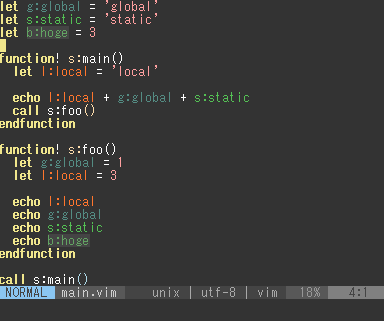 let g:global = 'global'
let s:static = 'static'
let b:hoge = 3
function! s:main()
let l:local = 'local'
echo l:local + g:global + s:static
call s:foo()
endfunction
function! s:foo()
let g:global = 1
let l:local = 3
echo l:local
echo g:global
echo s:static
echo b:hoge
endfunction
call s:main()
NORMAL main.vim unix | utf-8 | vim 18% 4:1